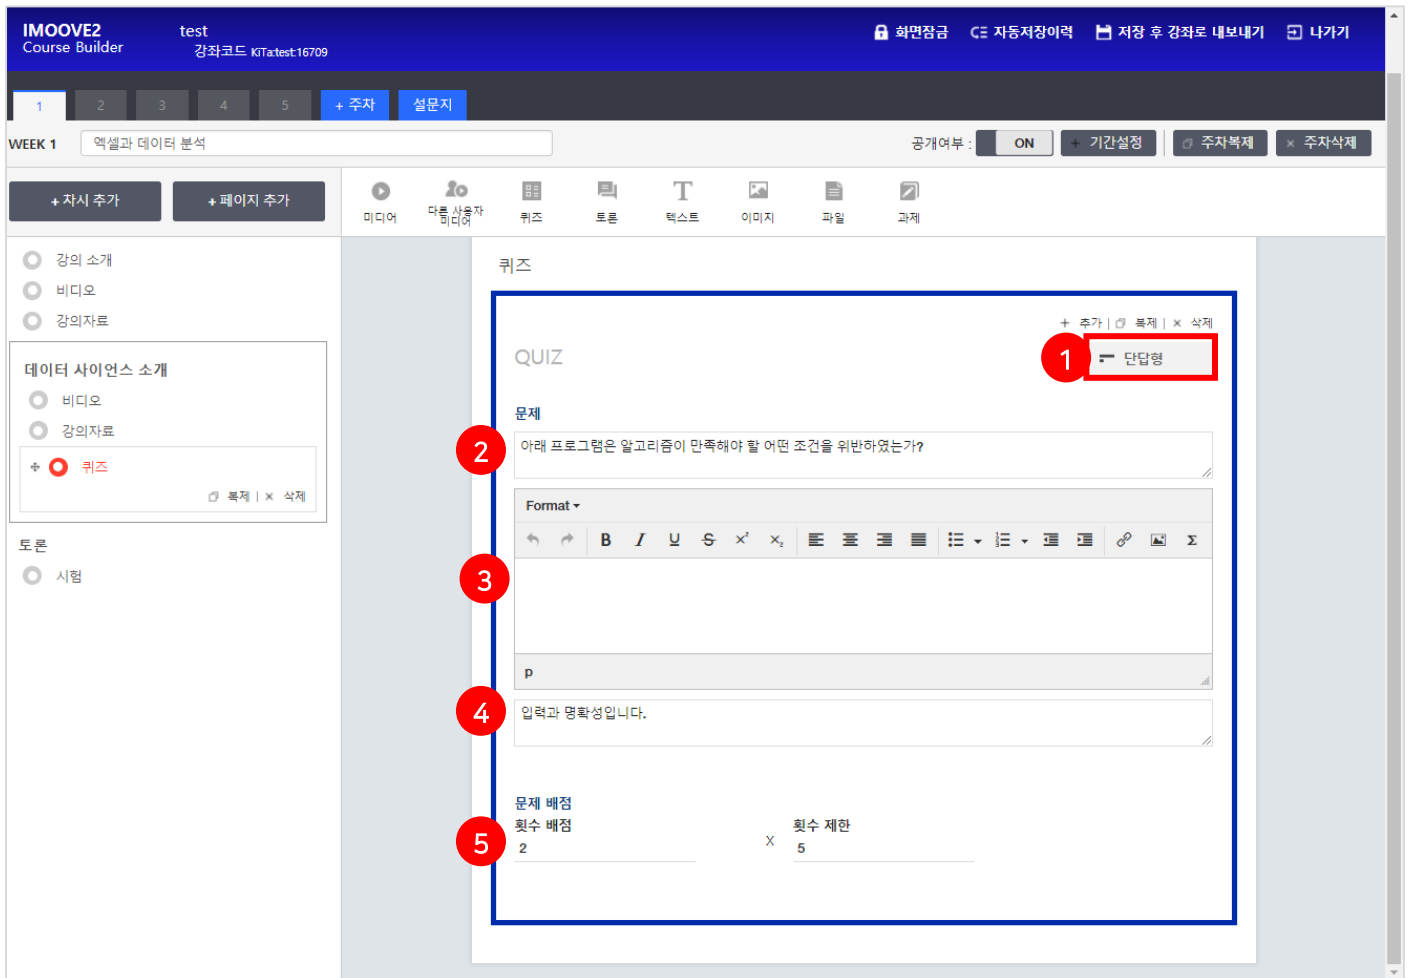 IMOOVE2
Course Builder
test
강좌코드 KiTa:test:16709
화면잠금
자동저장이력
저장 후 강좌로 내보내기
나가기
1 2 3 4 5 + 주차 설문지
WEEK 1 엑셀과 데이터 분석 공개여부 : ON + 기간설정 주차복제 × 주차삭제
+ 차시 추가 + 페이지 추가
미디어
다른 사용자
미디어
퀴즈
토론
텍스트
이미지
파일
과제
강의 소개
비디오
강의자료
데이터 사이언스 소개
비디오
강의자료
퀴즈
복제 | × 삭제
토론
시험
퀴즈
+ 추가 | 복제 | × 삭제
QUIZ
1 단답형
문제
2 아래 프로그램은 알고리즘이 만족해야 할 어떤 조건을 위반하였는가?
Format
B I U S x² x₂ Σ
3
p
4 입력과 명확성입니다.
문제 배점
횟수 배점 횟수 제한
5 2 X 5